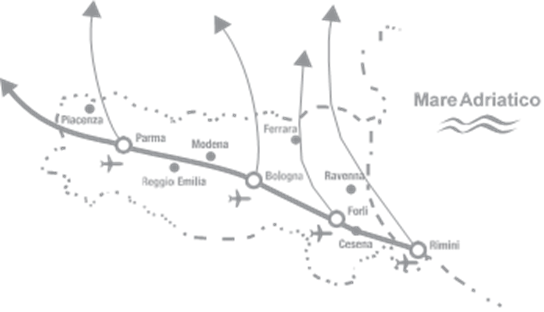 Mare Adriatico
Piacenza
Parma
Modena
Ferrara
Reggio Emilia
Bologna
Ravenna
Forlì
Cesena
Rimini